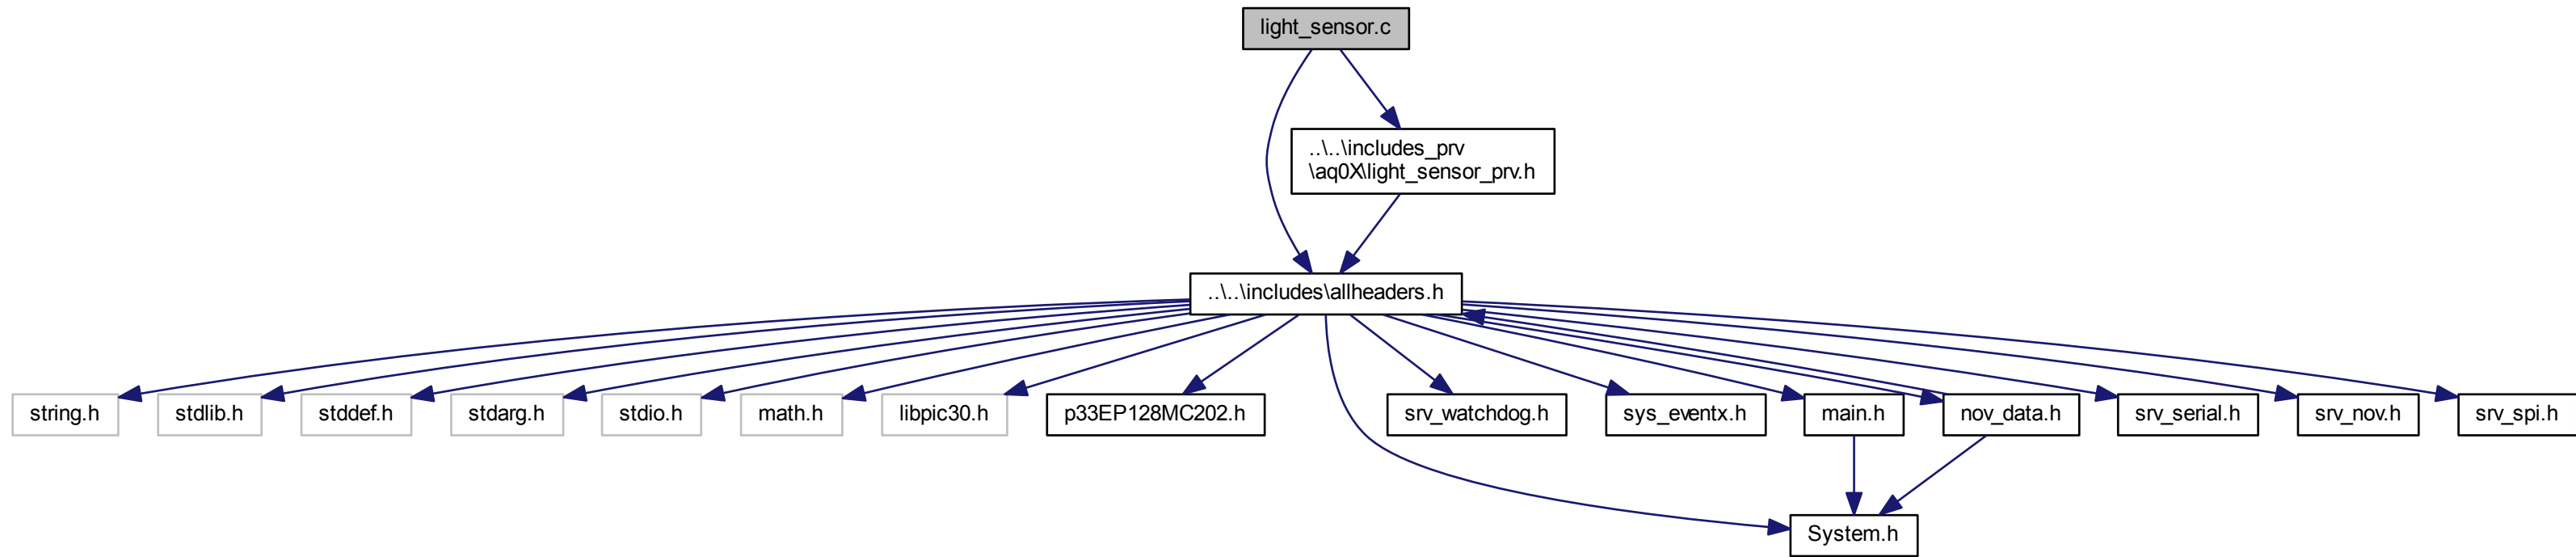 light_sensor.c
..\..\includes_prv
\aq0X\light_sensor_prv.h
..\..\includes\allheaders.h
string.h
stdlib.h
stddef.h
stdarg.h
stdio.h
math.h
libpic30.h
p33EP128MC202.h
srv_watchdog.h
sys_eventx.h
main.h
nov_data.h
srv_serial.h
srv_nov.h
srv_spi.h
System.h